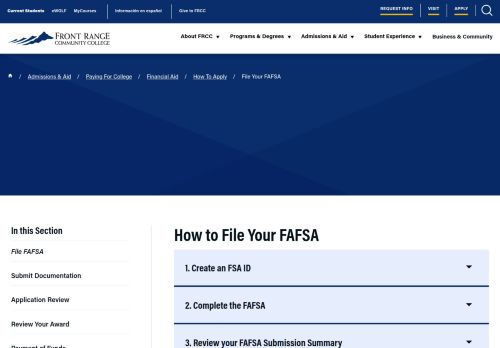 Current Students eWOLF MyCourses Información en español Give to FRCC REQUEST INFO VISIT APPLY
FRONT RANGE
COMMUNITY COLLEGE
About FRCC Programs & Degrees Admissions & Aid Student Experience Business & Community
/ Admissions & Aid / Paying For College / Financial Aid / How To Apply / File Your FAFSA
In this Section
File FAFSA
Submit Documentation
Application Review
Review Your Award
Payment of Funds
How to File Your FAFSA
1. Create an FSA ID
2. Complete the FAFSA
3. Review your FAFSA Submission Summary